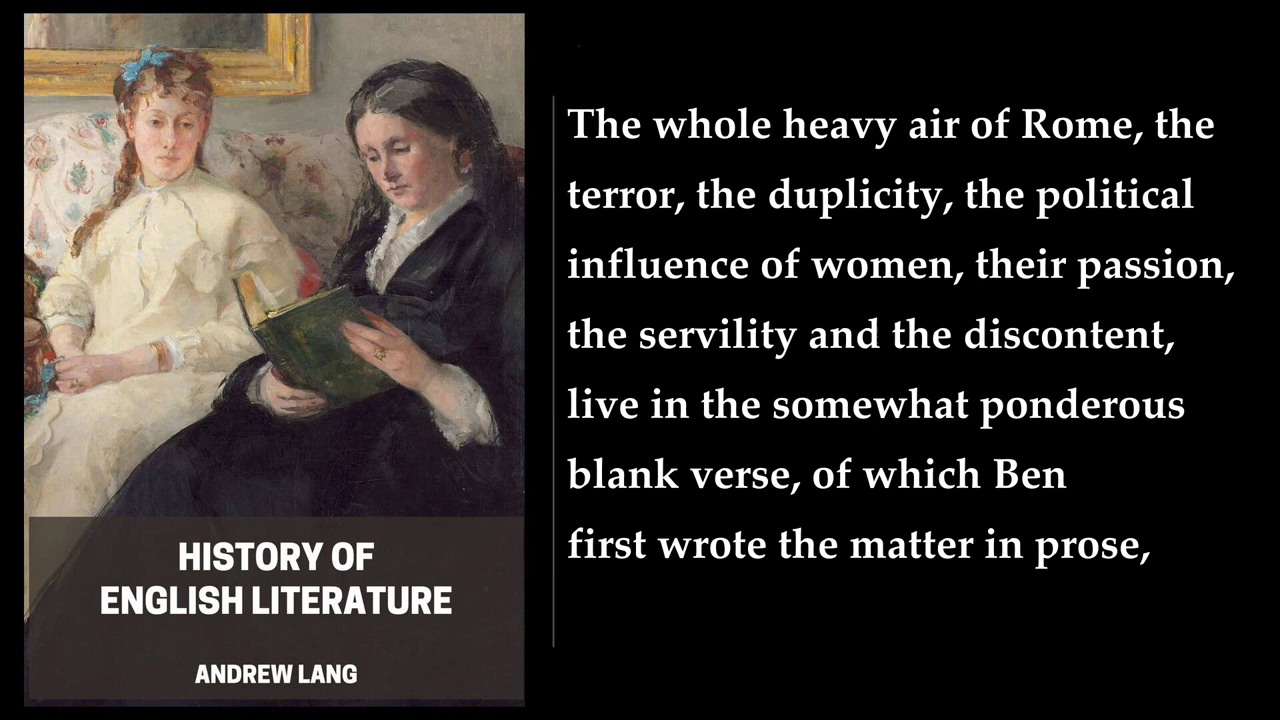 HISTORY OF
ENGLISH LITERATURE
ANDREW LANG
The whole heavy air of Rome, the
terror, the duplicity, the political
influence of women, their passion,
the servility and the discontent,
live in the somewhat ponderous
blank verse, of which Ben
first wrote the matter in prose,